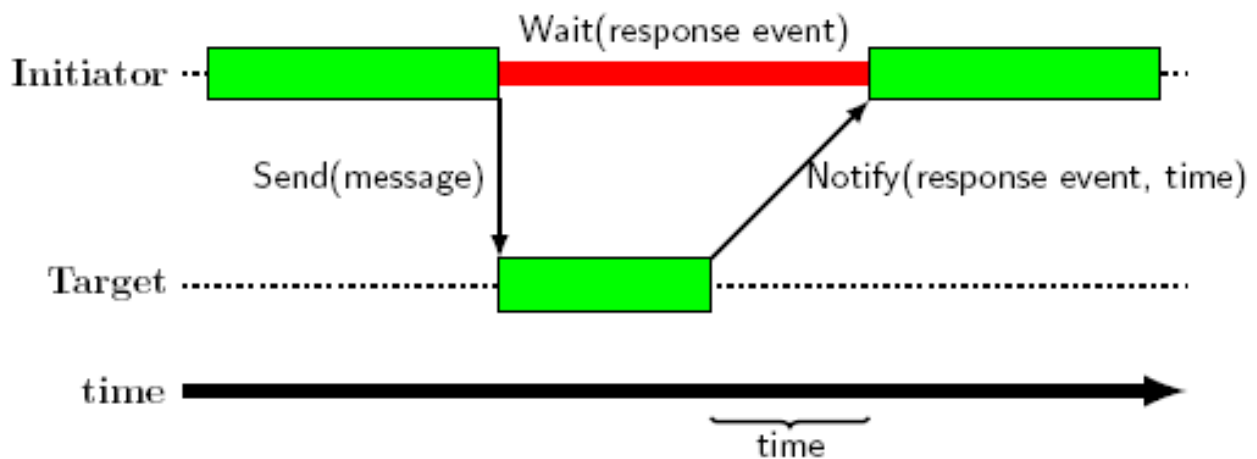 Wait(response event)
Initiator
Send(message)
Notify(response event, time)
Target
time
time